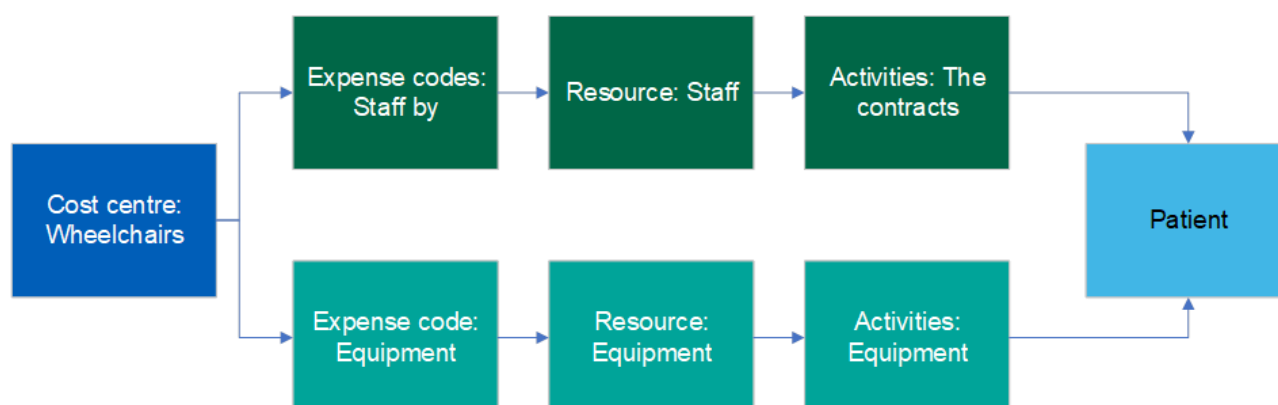 Expense codes:
Staff by
Resource: Staff
Activities: The
contracts
Cost centre:
Wheelchairs
Patient
Expense code:
Equipment
Resource:
Equipment
Activities:
Equipment